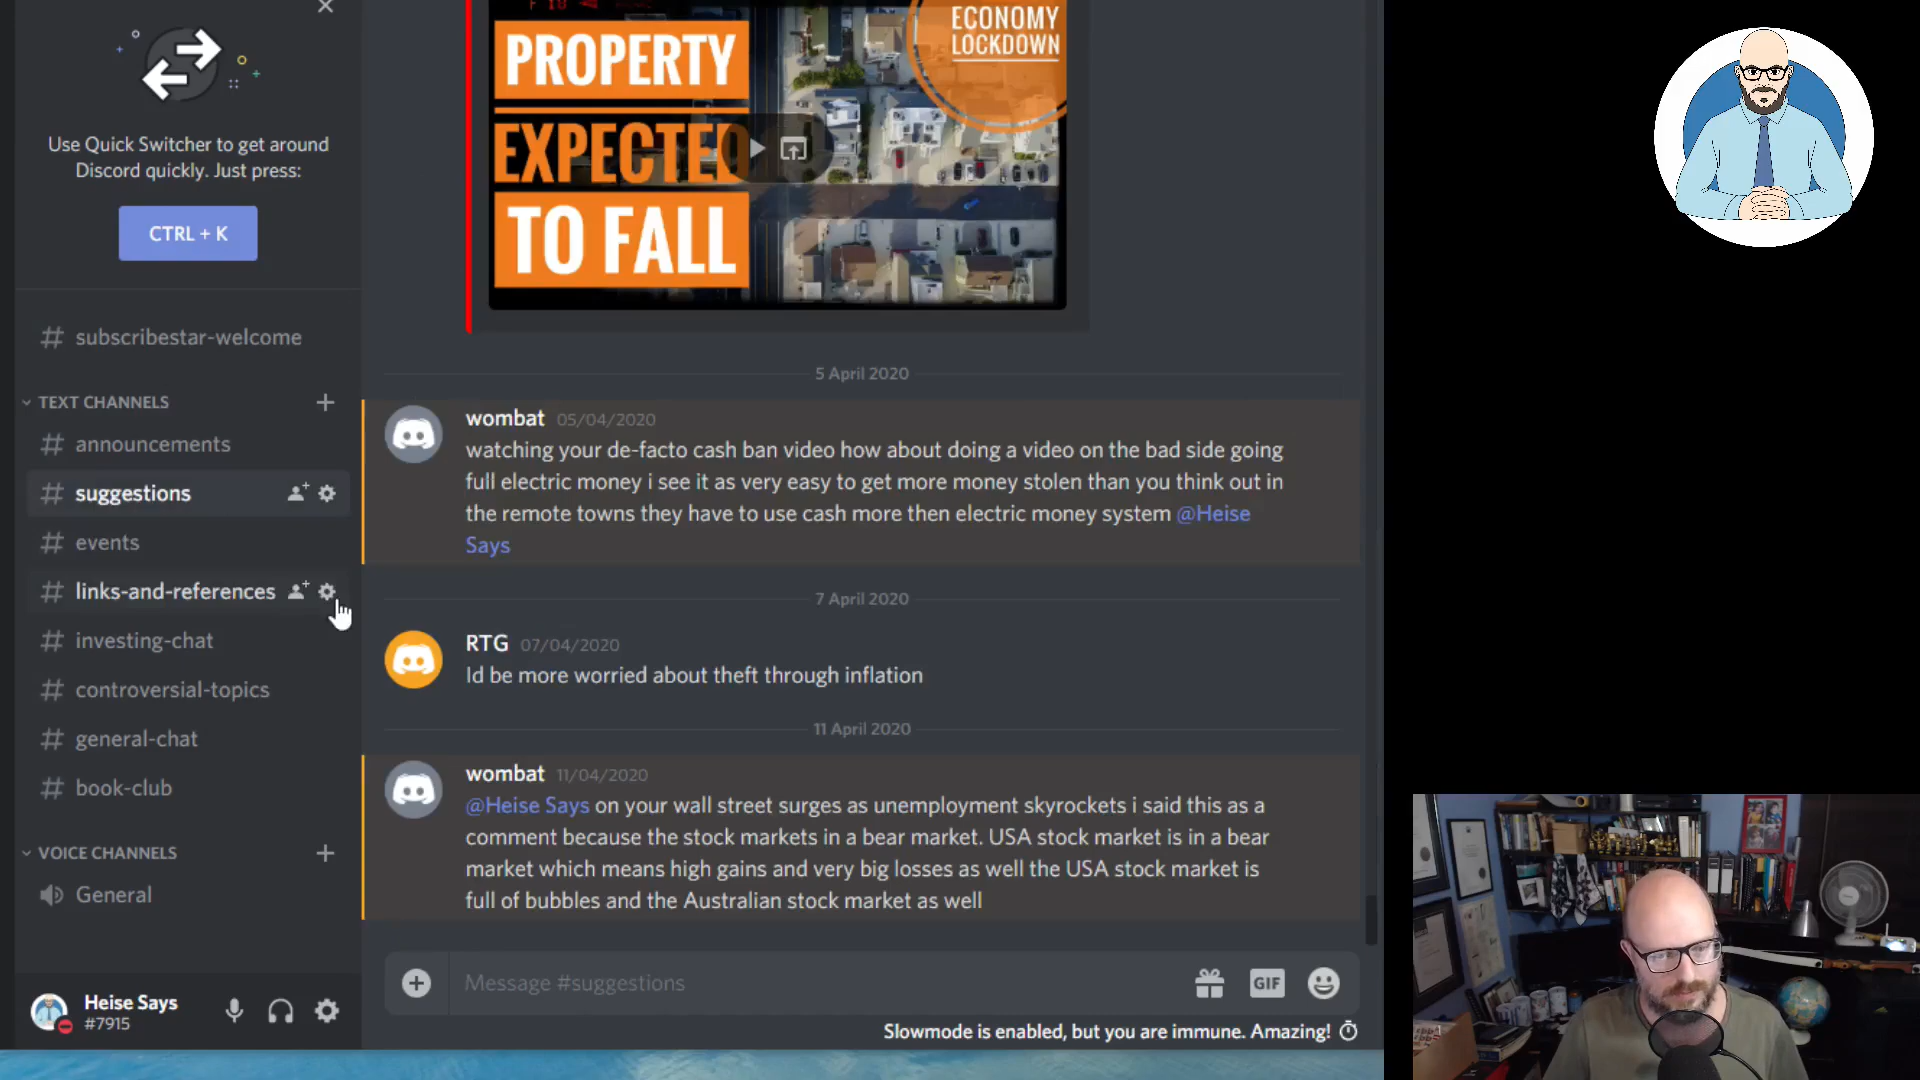 Use Quick Switcher to get around
Discord quickly. Just press:
CTRL + K
# subscribestar-welcome
TEXT CHANNELS
# announcements
# suggestions
# events
# links-and-references
# investing-chat
# controversial-topics
# general-chat
# book-club
VOICE CHANNELS
General
Heise Says
#7915
PROPERTY
EXPECTED
TO FALL
ECONOMY
LOCKDOWN
5 April 2020
wombat 05/04/2020
watching your de-facto cash ban video how about doing a video on the bad side going
full electric money i see it as very easy to get more money stolen than you think out in
the remote towns they have to use cash more then electric money system @Heise
Says
7 April 2020
RTG 07/04/2020
Id be more worried about theft through inflation
11 April 2020
wombat 11/04/2020
@Heise Says on your wall street surges as unemployment skyrockets i said this as a
comment because the stock markets in a bear market. USA stock market is in a bear
market which means high gains and very big losses as well the USA stock market is
full of bubbles and the Australian stock market as well
Message #suggestions
GIF
Slowmode is enabled, but you are immune. Amazing!